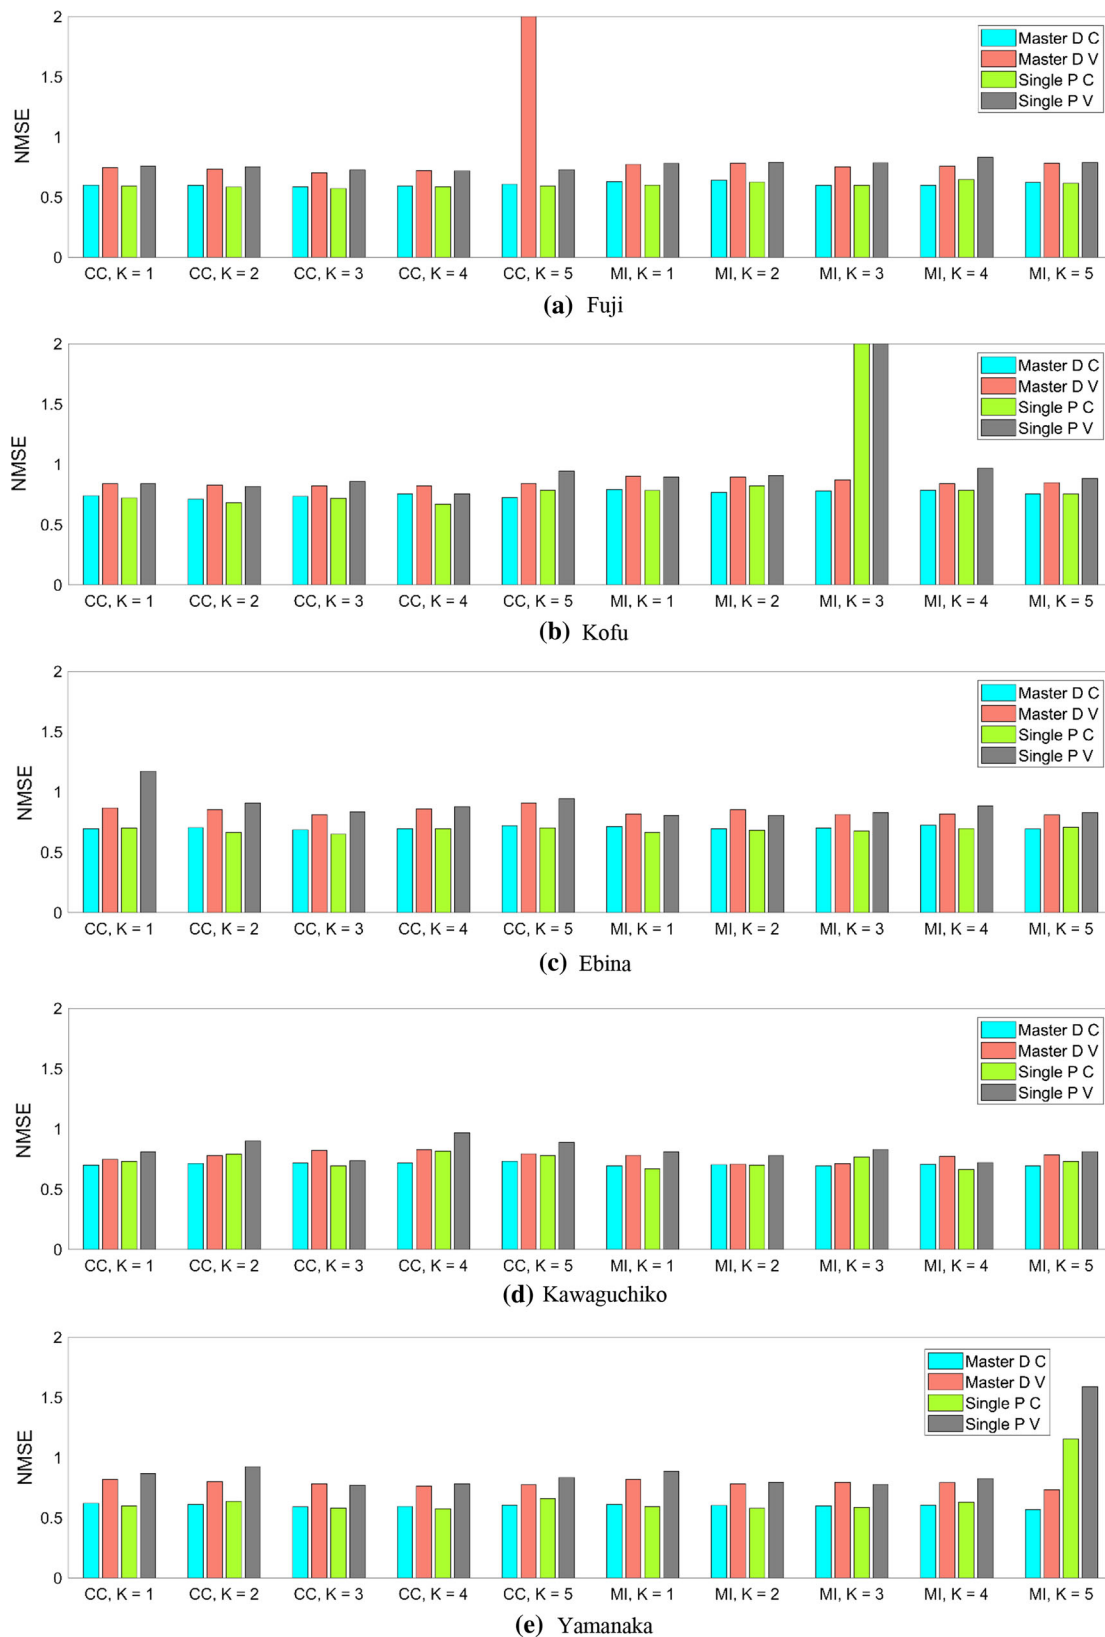 2
1.5
1
0.5
0
NMSE
Master D C
Master D V
Single P C
Single P V
CC, K = 1 CC, K = 2 CC, K = 3 CC, K = 4 CC, K = 5 MI, K = 1 MI, K = 2 MI, K = 3 MI, K = 4 MI, K = 5
(a) Fuji
2
1.5
1
0.5
0
NMSE
Master D C
Master D V
Single P C
Single P V
CC, K = 1 CC, K = 2 CC, K = 3 CC, K = 4 CC, K = 5 MI, K = 1 MI, K = 2 MI, K = 3 MI, K = 4 MI, K = 5
(b) Kofu
2
1.5
1
0.5
0
NMSE
Master D C
Master D V
Single P C
Single P V
CC, K = 1 CC, K = 2 CC, K = 3 CC, K = 4 CC, K = 5 MI, K = 1 MI, K = 2 MI, K = 3 MI, K = 4 MI, K = 5
(c) Ebina
2
1.5
1
0.5
0
NMSE
Master D C
Master D V
Single P C
Single P V
CC, K = 1 CC, K = 2 CC, K = 3 CC, K = 4 CC, K = 5 MI, K = 1 MI, K = 2 MI, K = 3 MI, K = 4 MI, K = 5
(d) Kawaguchiko
2
1.5
1
0.5
0
NMSE
Master D C
Master D V
Single P C
Single P V
CC, K = 1 CC, K = 2 CC, K = 3 CC, K = 4 CC, K = 5 MI, K = 1 MI, K = 2 MI, K = 3 MI, K = 4 MI, K = 5
(e) Yamanaka